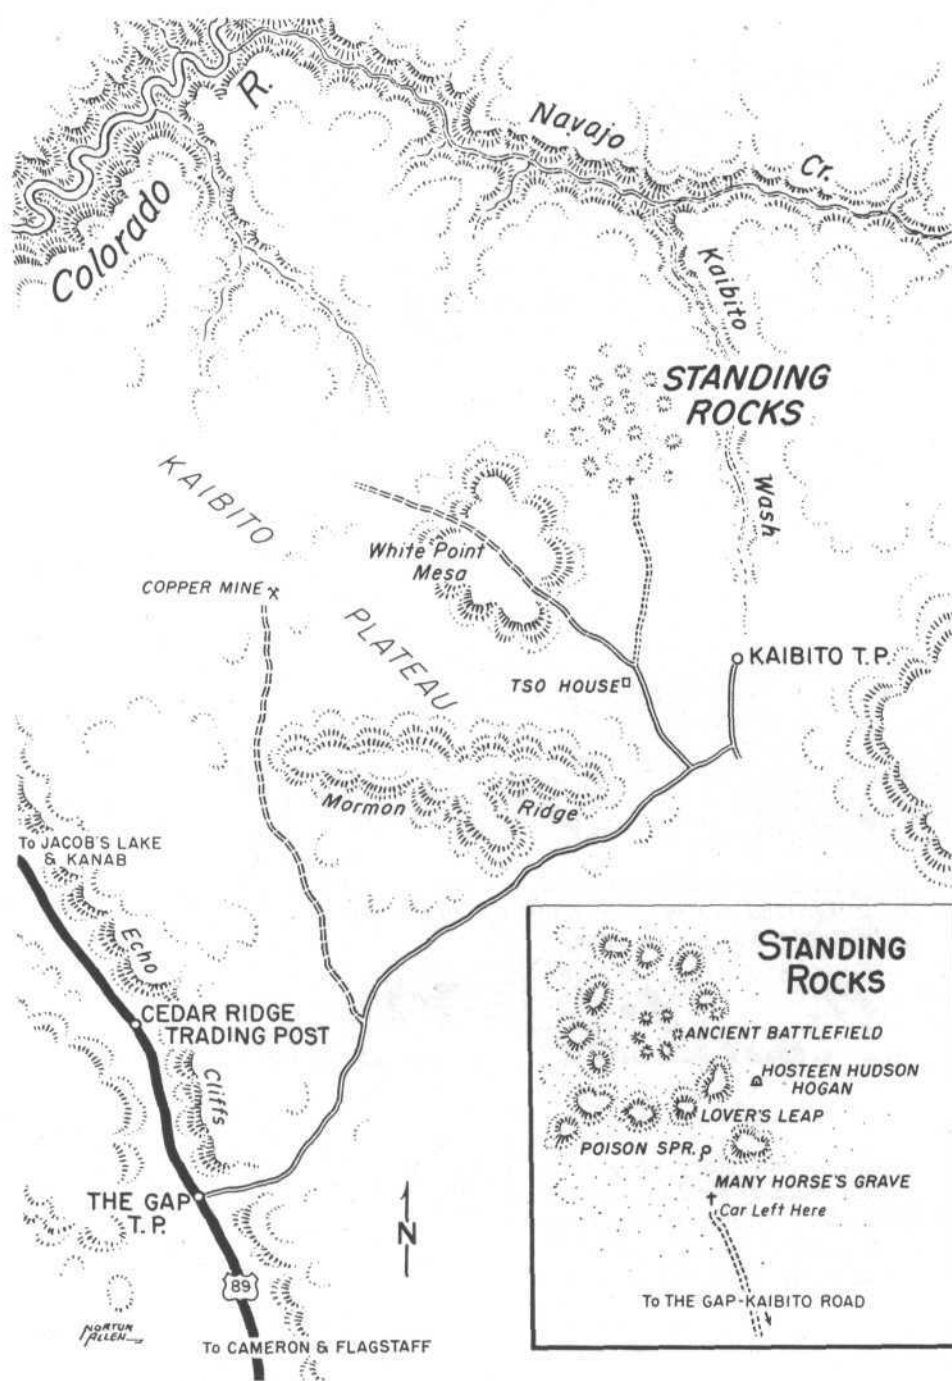 Colorado
R.
Navajo
Cr.
Kaibito
Wash
STANDING
ROCKS
KAIBITO
PLATEAU
White Point
Mesa
COPPER MINE
KAIBITO T.P.
TSO HOUSE
Mormon
Ridge
To JACOB'S LAKE
& KANAB
Echo
Cliffs
CEDAR RIDGE
TRADING POST
THE GAP
T.P.
N
89
NORTON
ALLEN
To CAMERON & FLAGSTAFF
STANDING
ROCKS
ANCIENT BATTLEFIELD
HOSTEEN HUDSON
HOGAN
LOVER'S LEAP
POISON SPR.
MANY HORSE'S GRAVE
Car Left Here
To THE GAP-KAIBITO ROAD